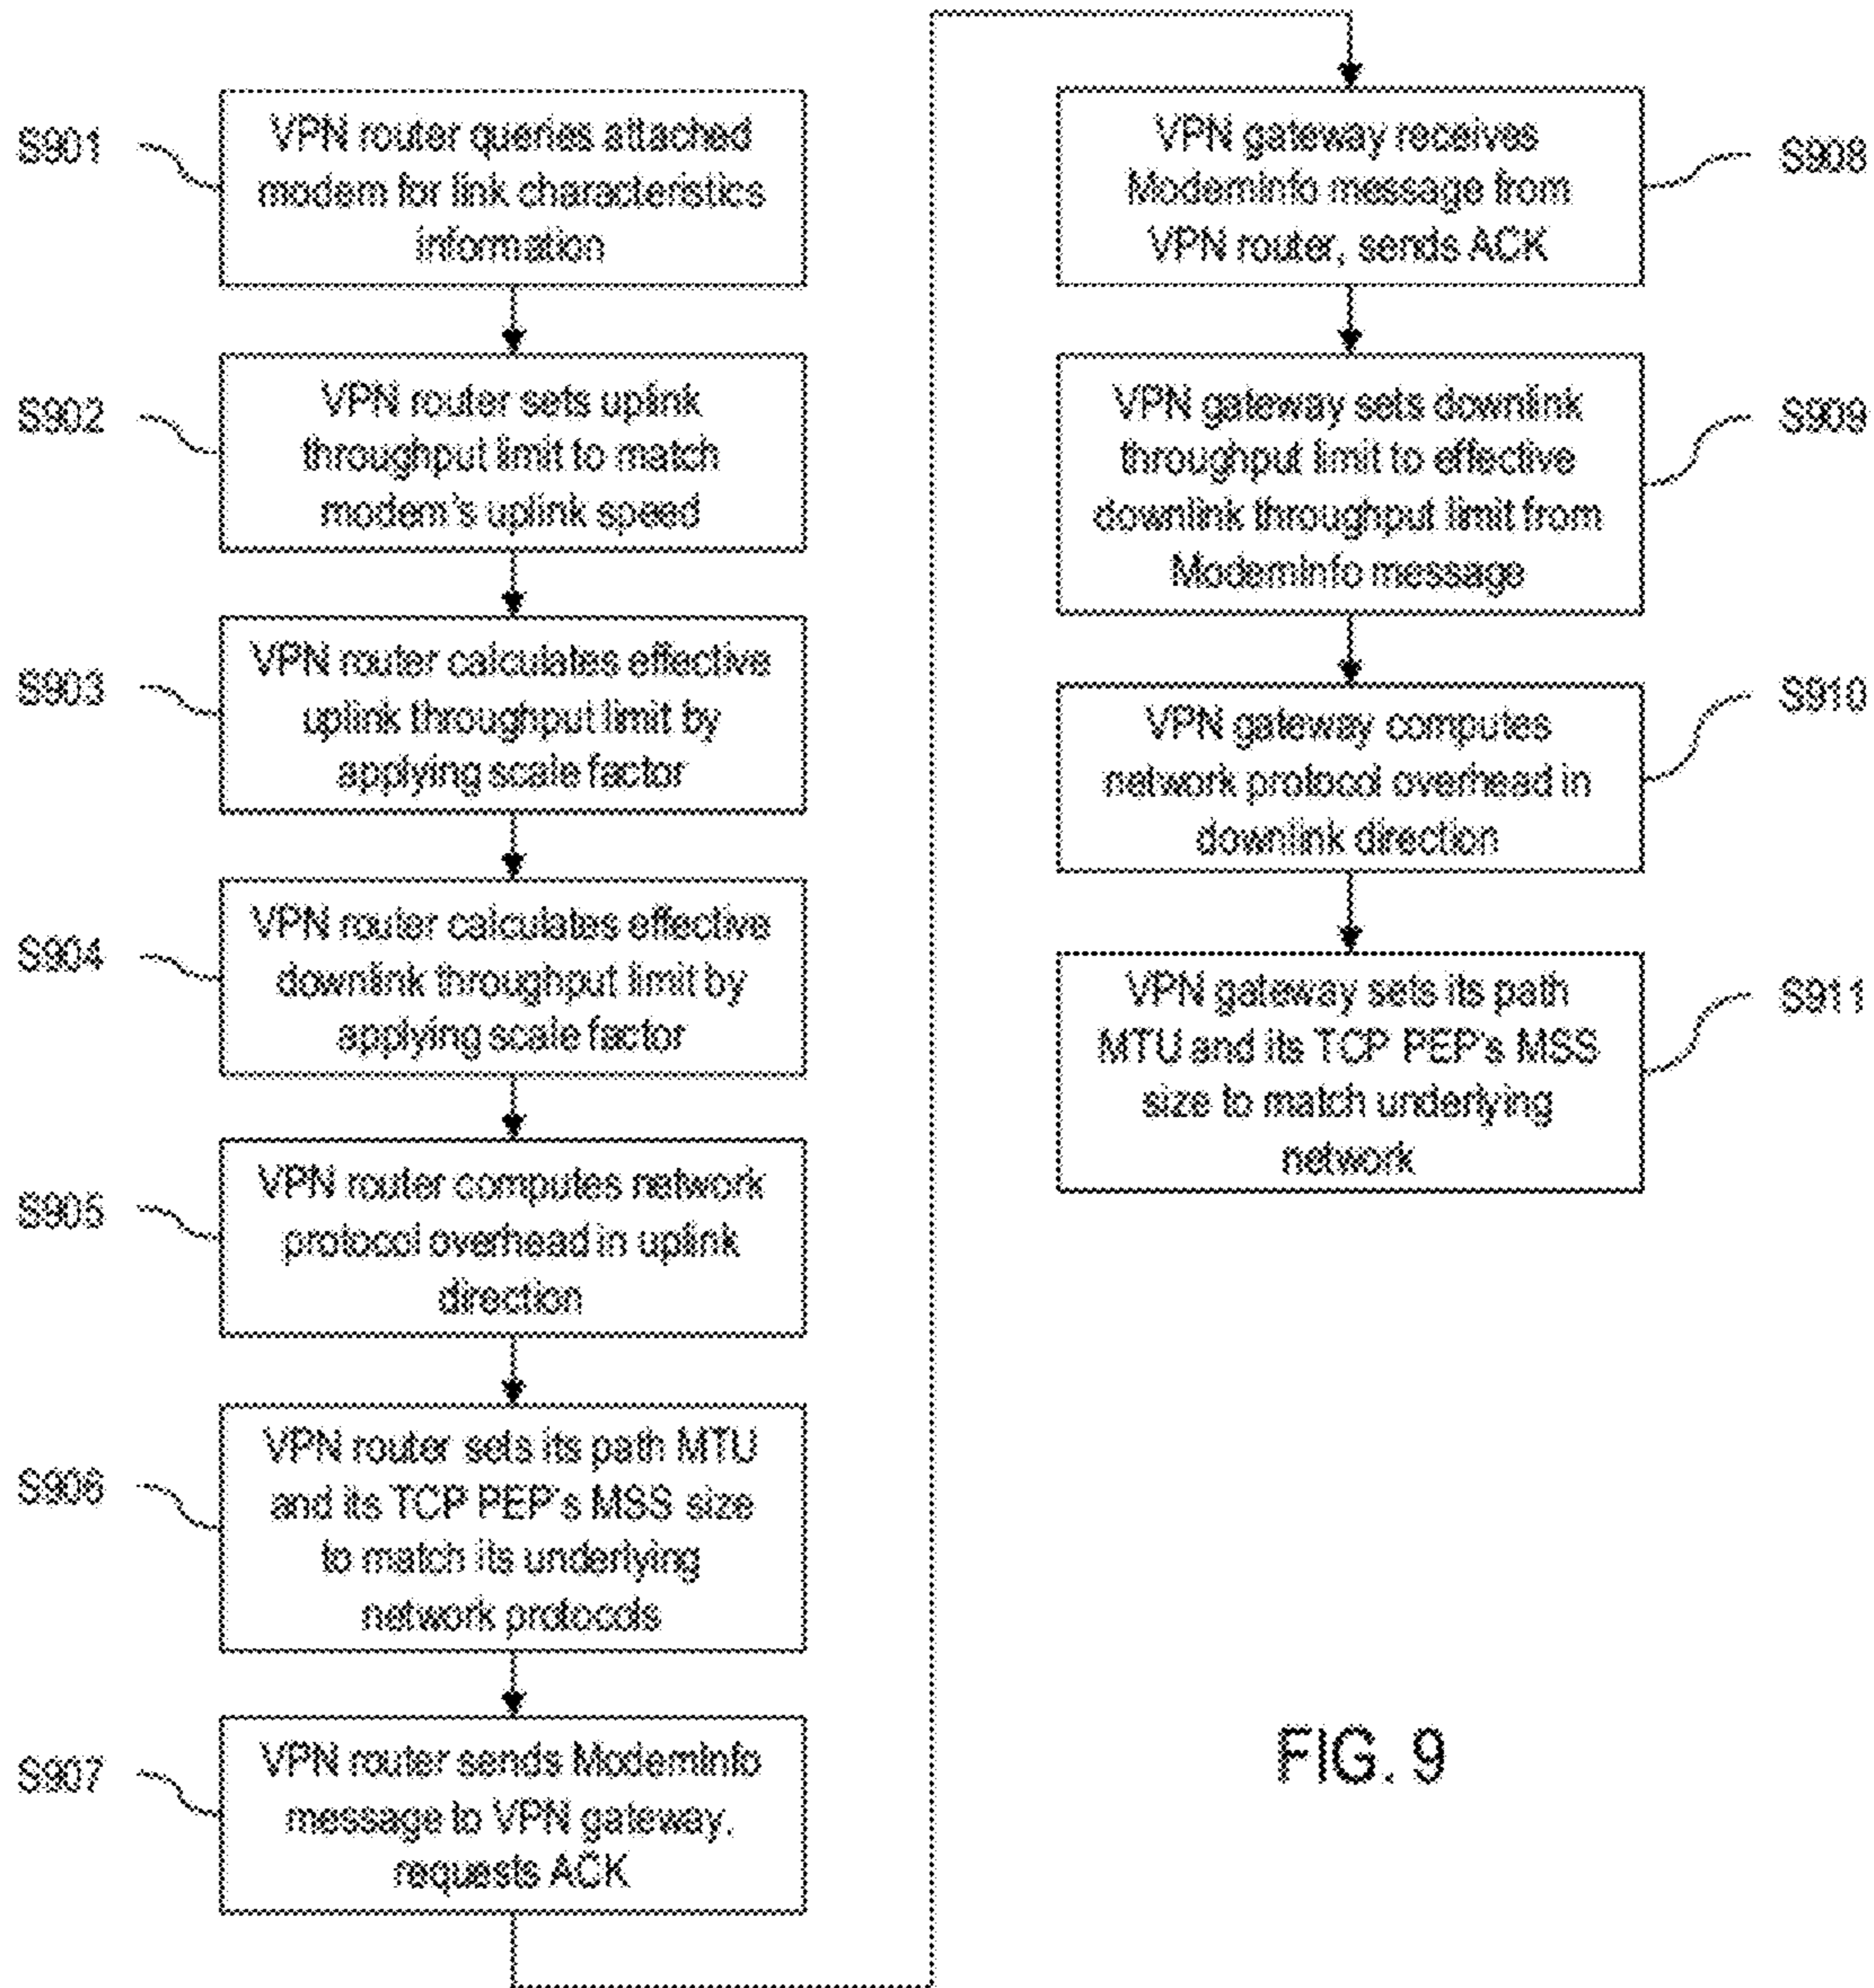 S901
VPN router queries attached
modem for link characteristics
information
S902
VPN router sets uplink
throughput limit to match
modem's uplink speed
S903
VPN router calculates effective
uplink throughput limit by
applying scale factor
S904
VPN router calculates effective
downlink throughput limit by
applying scale factor
S905
VPN router computes network
protocol overhead in uplink
direction
S906
VPN router sets its path MTU
and its TCP PEP's MSS size
to match its underlying
network protocols
S907
VPN router sends ModemInfo
message to VPN gateway,
requests ACK
VPN gateway receives
ModemInfo message from
VPN router, sends ACK
S908
VPN gateway sets downlink
throughput limit to effective
downlink throughput limit from
ModemInfo message
S909
VPN gateway computes
network protocol overhead in
downlink direction
S910
VPN gateway sets its path
MTU and its TCP PEP's MSS
size to match underlying
network
S911
FIG. 9